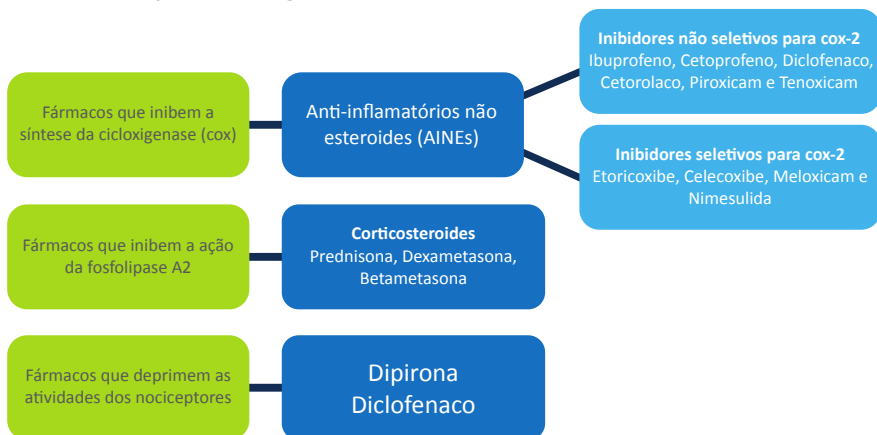 Fármacos que inibem a
síntese da cicloxigenase (cox)
Anti-inflamatórios não
esteroides (AINEs)
Inibidores não seletivos para cox-2
Ibuprofeno, Cetoprofeno, Diclofenaco,
Cetorolaco, Piroxicam e Tenoxicam
Inibidores seletivos para cox-2
Etoricoxibe, Celecoxibe, Meloxicam e
Nimesulida
Fármacos que inibem a ação
da fosfolipase A2
Corticosteroides
Prednisona, Dexametasona,
Betametasona
Fármacos que deprimem as
atividades dos nociceptores
Dipirona
Diclofenaco